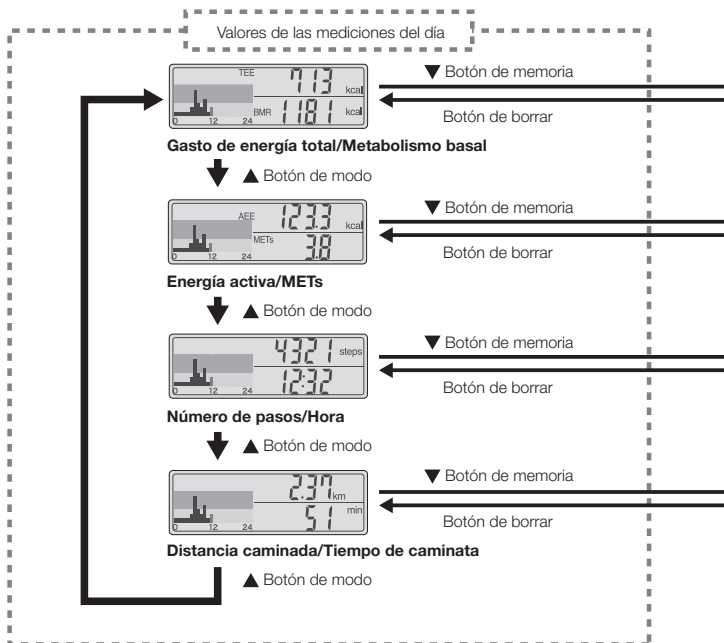 Valores de las mediciones del día
TEE 713 kcal
BMR 1181 kcal
0 12 24
▼ Botón de memoria
Botón de borrar
Gasto de energía total/Metabolismo basal
▲ Botón de modo
AEE 123.3 kcal
METs 3.8
0 12 24
▼ Botón de memoria
Botón de borrar
Energía activa/METs
▲ Botón de modo
4321 steps
12:32
0 12 24
▼ Botón de memoria
Botón de borrar
Número de pasos/Hora
▲ Botón de modo
2.37 km
51 min
0 12 24
▼ Botón de memoria
Botón de borrar
Distancia caminada/Tiempo de caminata
▲ Botón de modo